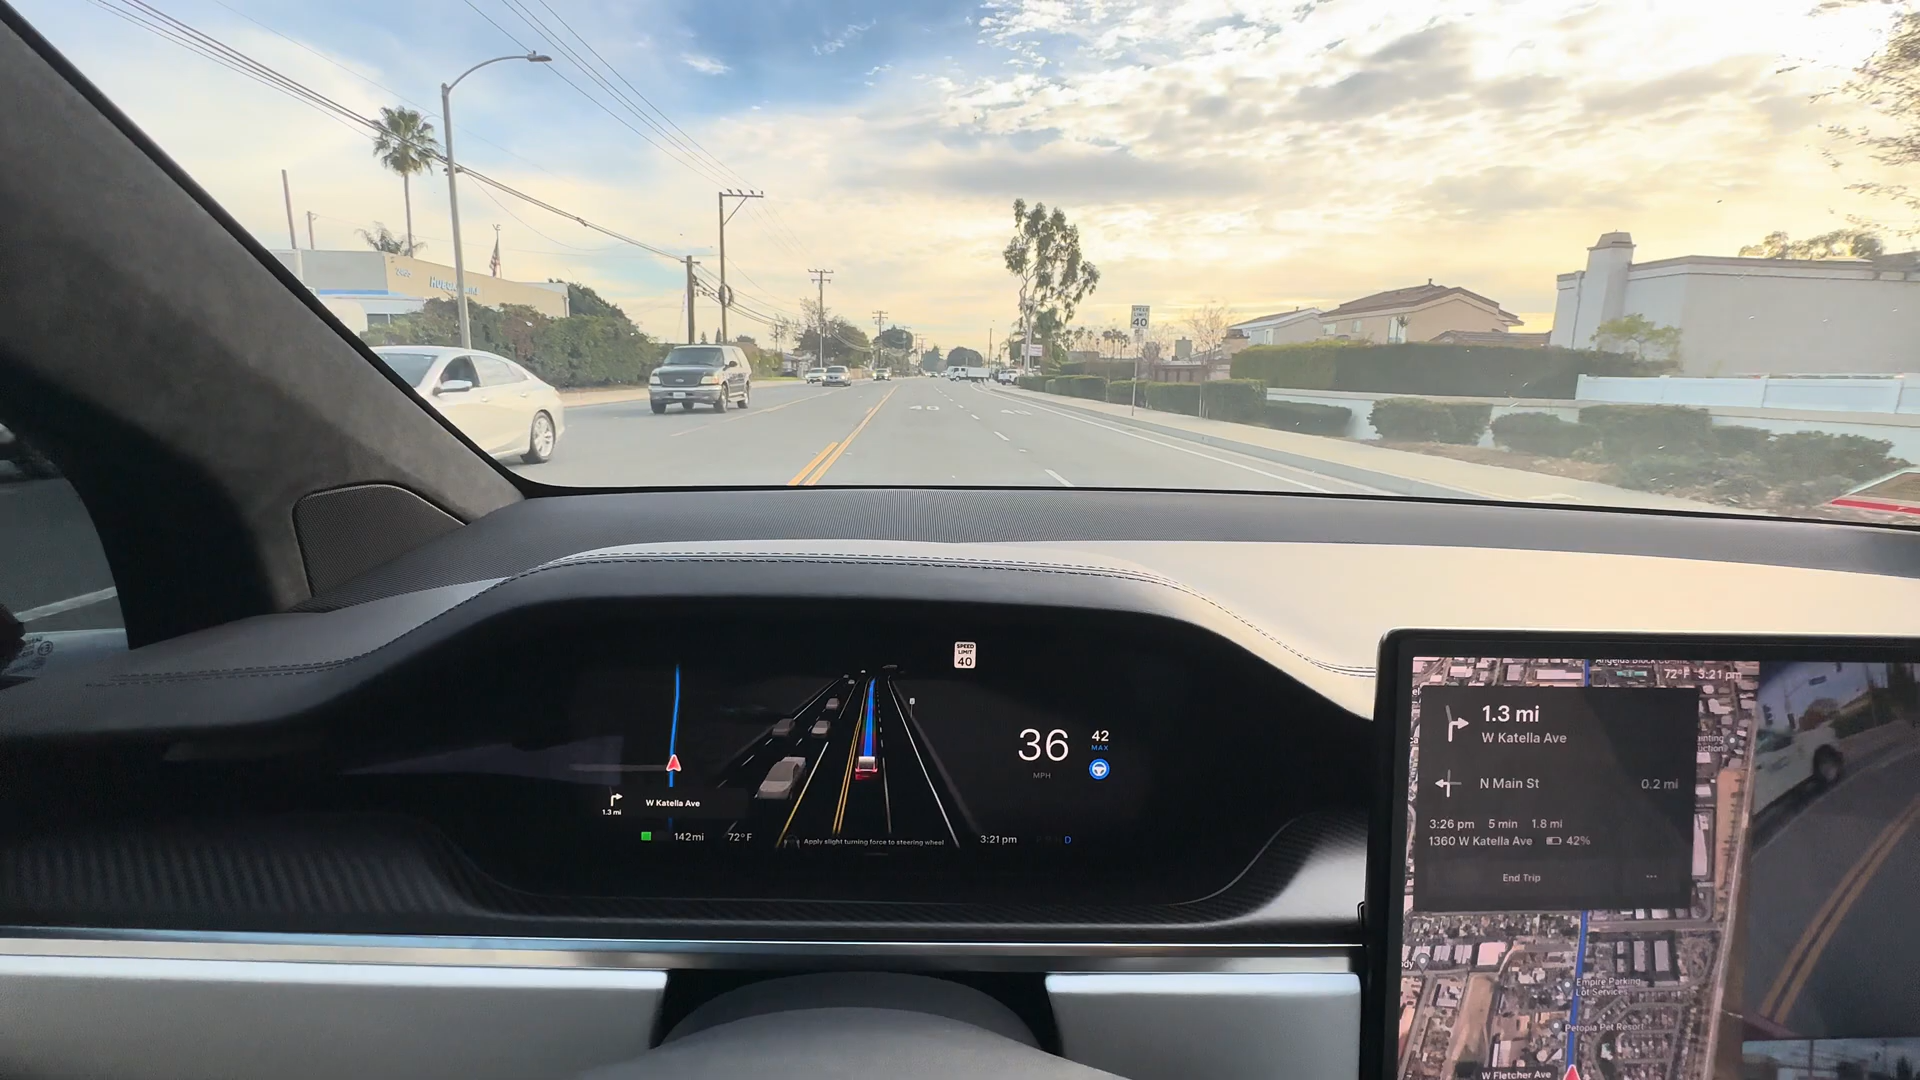 SPEED
LIMIT
40
40
SPEED
LIMIT
40
36
MPH
42
MAX
W Katella Ave
1.3 mi
142mi
72°F
Apply slight turning force to steering wheel
3:21 pm
D
72°F 3:21 pm
1.3 mi
W Katella Ave
N Main St
0.2 mi
3:26 pm 5 min 1.8 mi
1360 W Katella Ave
42%
End Trip
Empire Parking
Lot Services
Petopia Pet Resort
W Fletcher Ave